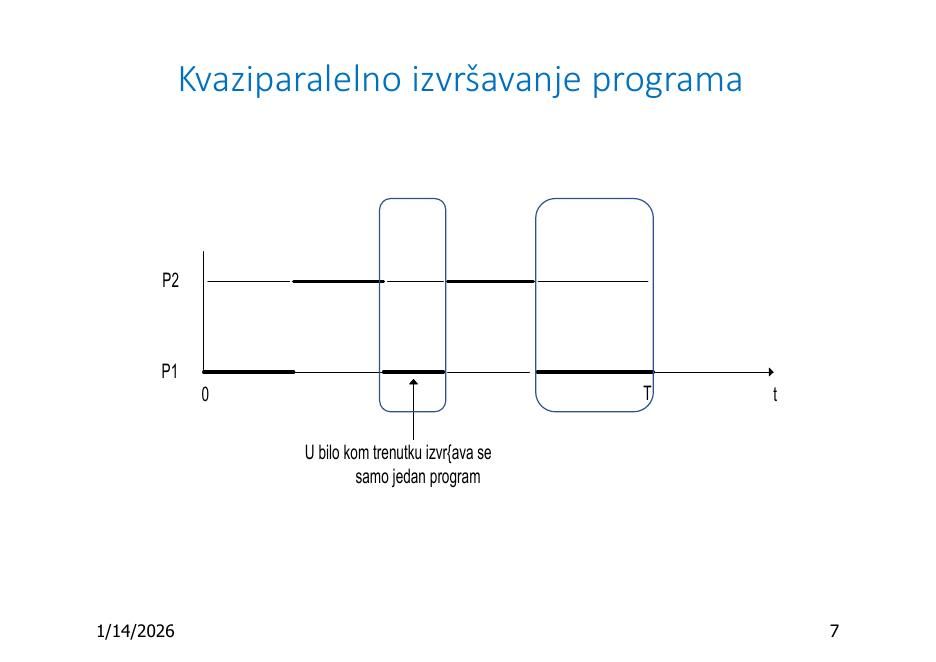 Kvaziparalelno izvršavanje programa
P2
P1
0
T
t
U bilo kom trenutku izvr{ava se
samo jedan program
1/14/2026
7